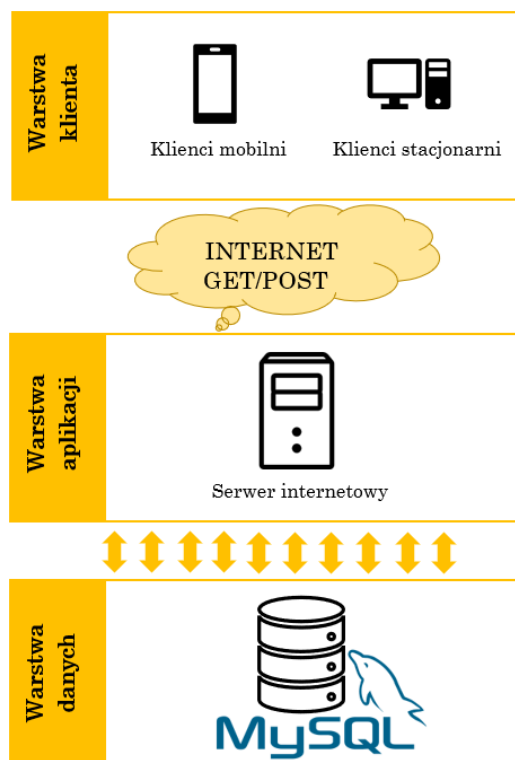 Warstwa
klienta
Klienci mobilni
Klienci stacjonarni
INTERNET
GET/POST
Warstwa
aplikacji
Serwer internetowy
Warstwa
danych
MySQL